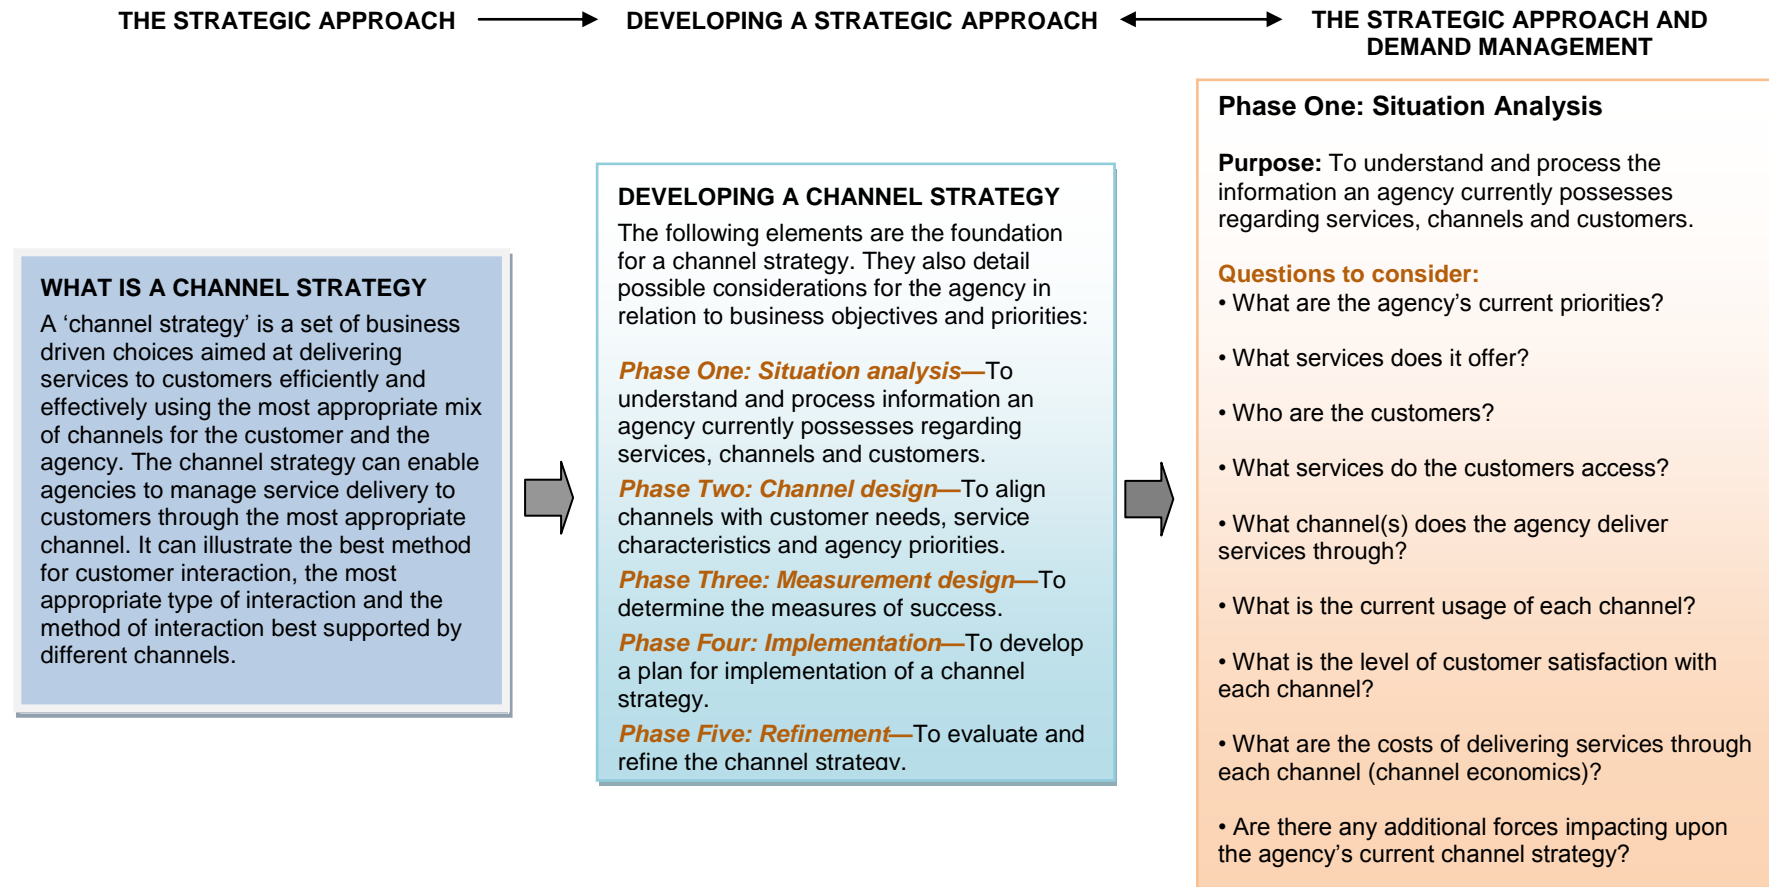 THE STRATEGIC APPROACH
DEVELOPING A STRATEGIC APPROACH
THE STRATEGIC APPROACH AND
DEMAND MANAGEMENT
WHAT IS A CHANNEL STRATEGY
A ‘channel strategy’ is a set of business
driven choices aimed at delivering
services to customers efficiently and
effectively using the most appropriate mix
of channels for the customer and the
agency. The channel strategy can enable
agencies to manage service delivery to
customers through the most appropriate
channel. It can illustrate the best method
for customer interaction, the most
appropriate type of interaction and the
method of interaction best supported by
different channels.
DEVELOPING A CHANNEL STRATEGY
The following elements are the foundation
for a channel strategy. They also detail
possible considerations for the agency in
relation to business objectives and priorities:
Phase One: Situation analysis—To
understand and process information an
agency currently possesses regarding
services, channels and customers.
Phase Two: Channel design—To align
channels with customer needs, service
characteristics and agency priorities.
Phase Three: Measurement design—To
determine the measures of success.
Phase Four: Implementation—To develop
a plan for implementation of a channel
strategy.
Phase Five: Refinement—To evaluate and
refine the channel strategy.
Phase One: Situation Analysis
Purpose: To understand and process the
information an agency currently possesses
regarding services, channels and customers.
Questions to consider:
• What are the agency’s current priorities?
• What services does it offer?
• Who are the customers?
• What services do the customers access?
• What channel(s) does the agency deliver
services through?
• What is the current usage of each channel?
• What is the level of customer satisfaction with
each channel?
• What are the costs of delivering services through
each channel (channel economics)?
• Are there any additional forces impacting upon
the agency’s current channel strategy?